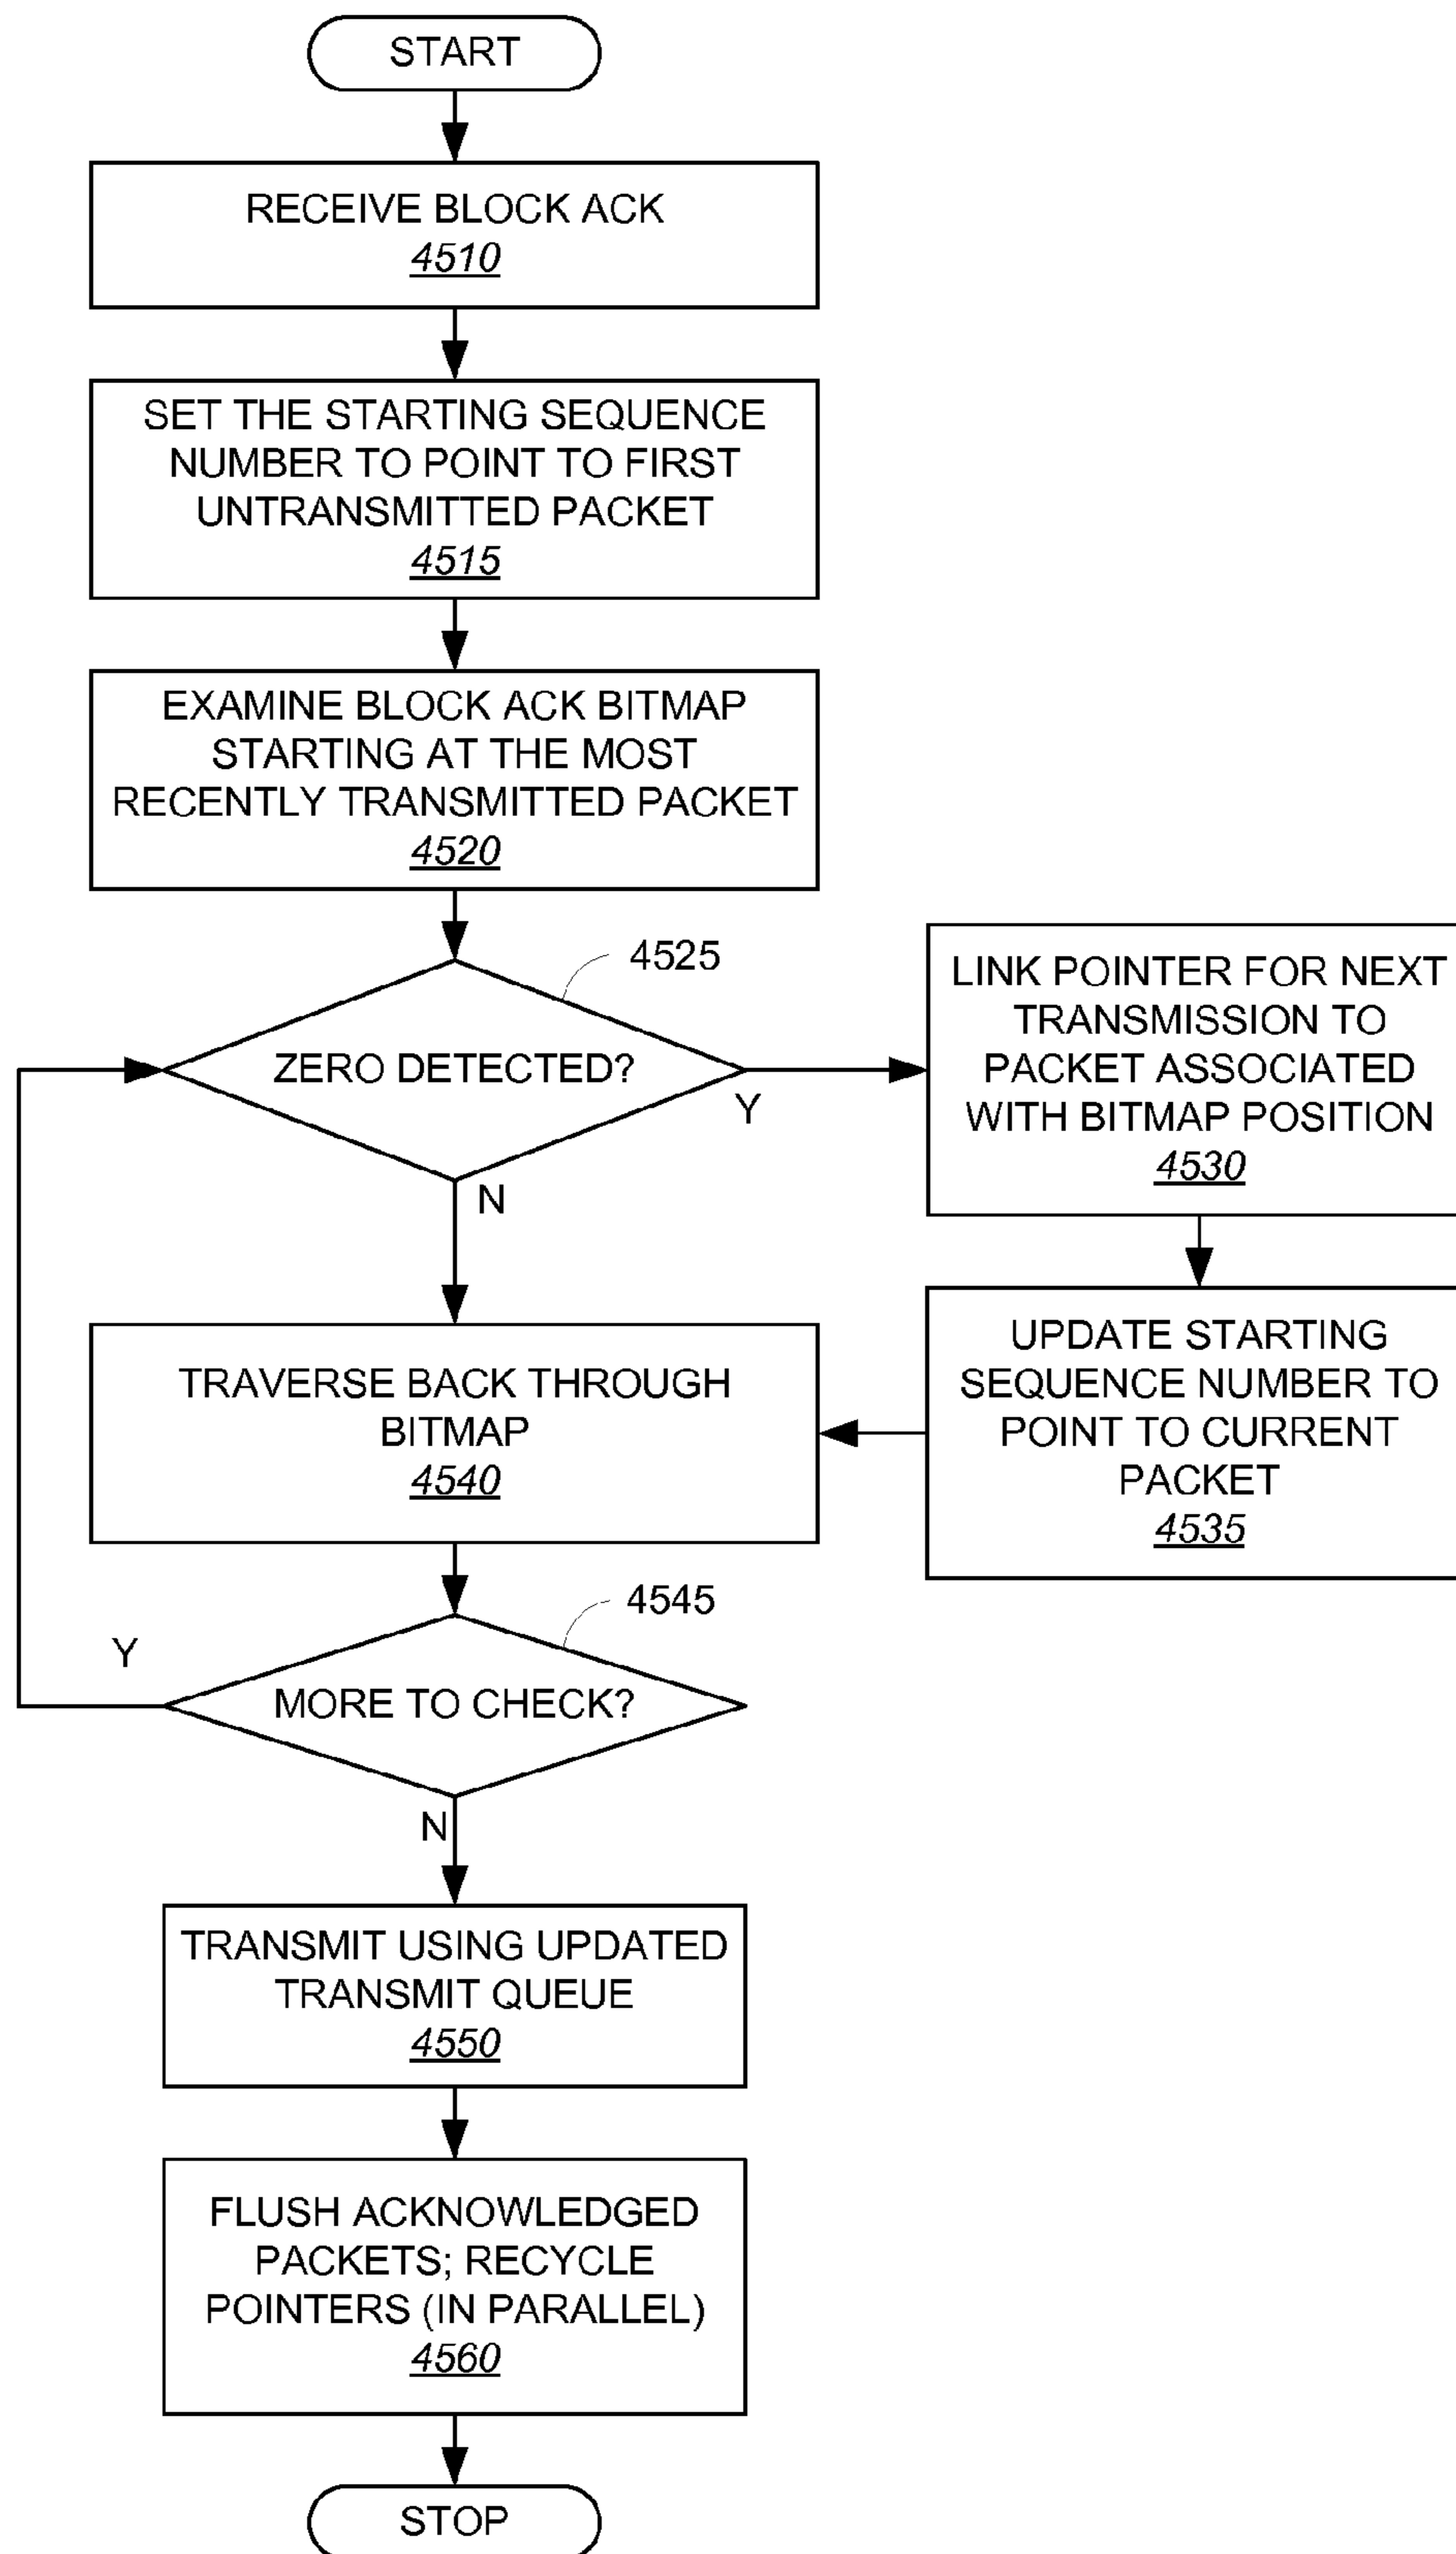 START
RECEIVE BLOCK ACK
4510
SET THE STARTING SEQUENCE
NUMBER TO POINT TO FIRST
UNTRANSMITTED PACKET
4515
EXAMINE BLOCK ACK BITMAP
STARTING AT THE MOST
RECENTLY TRANSMITTED PACKET
4520
4525
ZERO DETECTED?
Y
N
LINK POINTER FOR NEXT
TRANSMISSION TO
PACKET ASSOCIATED
WITH BITMAP POSITION
4530
UPDATE STARTING
SEQUENCE NUMBER TO
POINT TO CURRENT
PACKET
4535
TRAVERSE BACK THROUGH
BITMAP
4540
4545
Y
MORE TO CHECK?
N
TRANSMIT USING UPDATED
TRANSMIT QUEUE
4550
FLUSH ACKNOWLEDGED
PACKETS; RECYCLE
POINTERS (IN PARALLEL)
4560
STOP